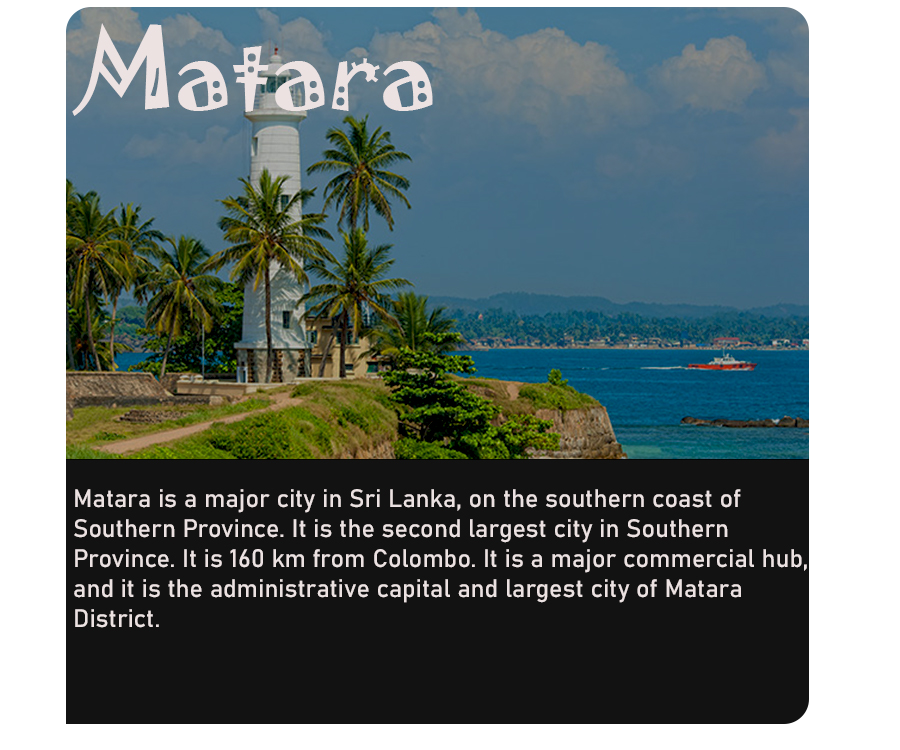 Matara
Matara is a major city in Sri Lanka, on the southern coast of
Southern Province. It is the second largest city in Southern
Province. It is 160 km from Colombo. It is a major commercial hub,
and it is the administrative capital and largest city of Matara
District.